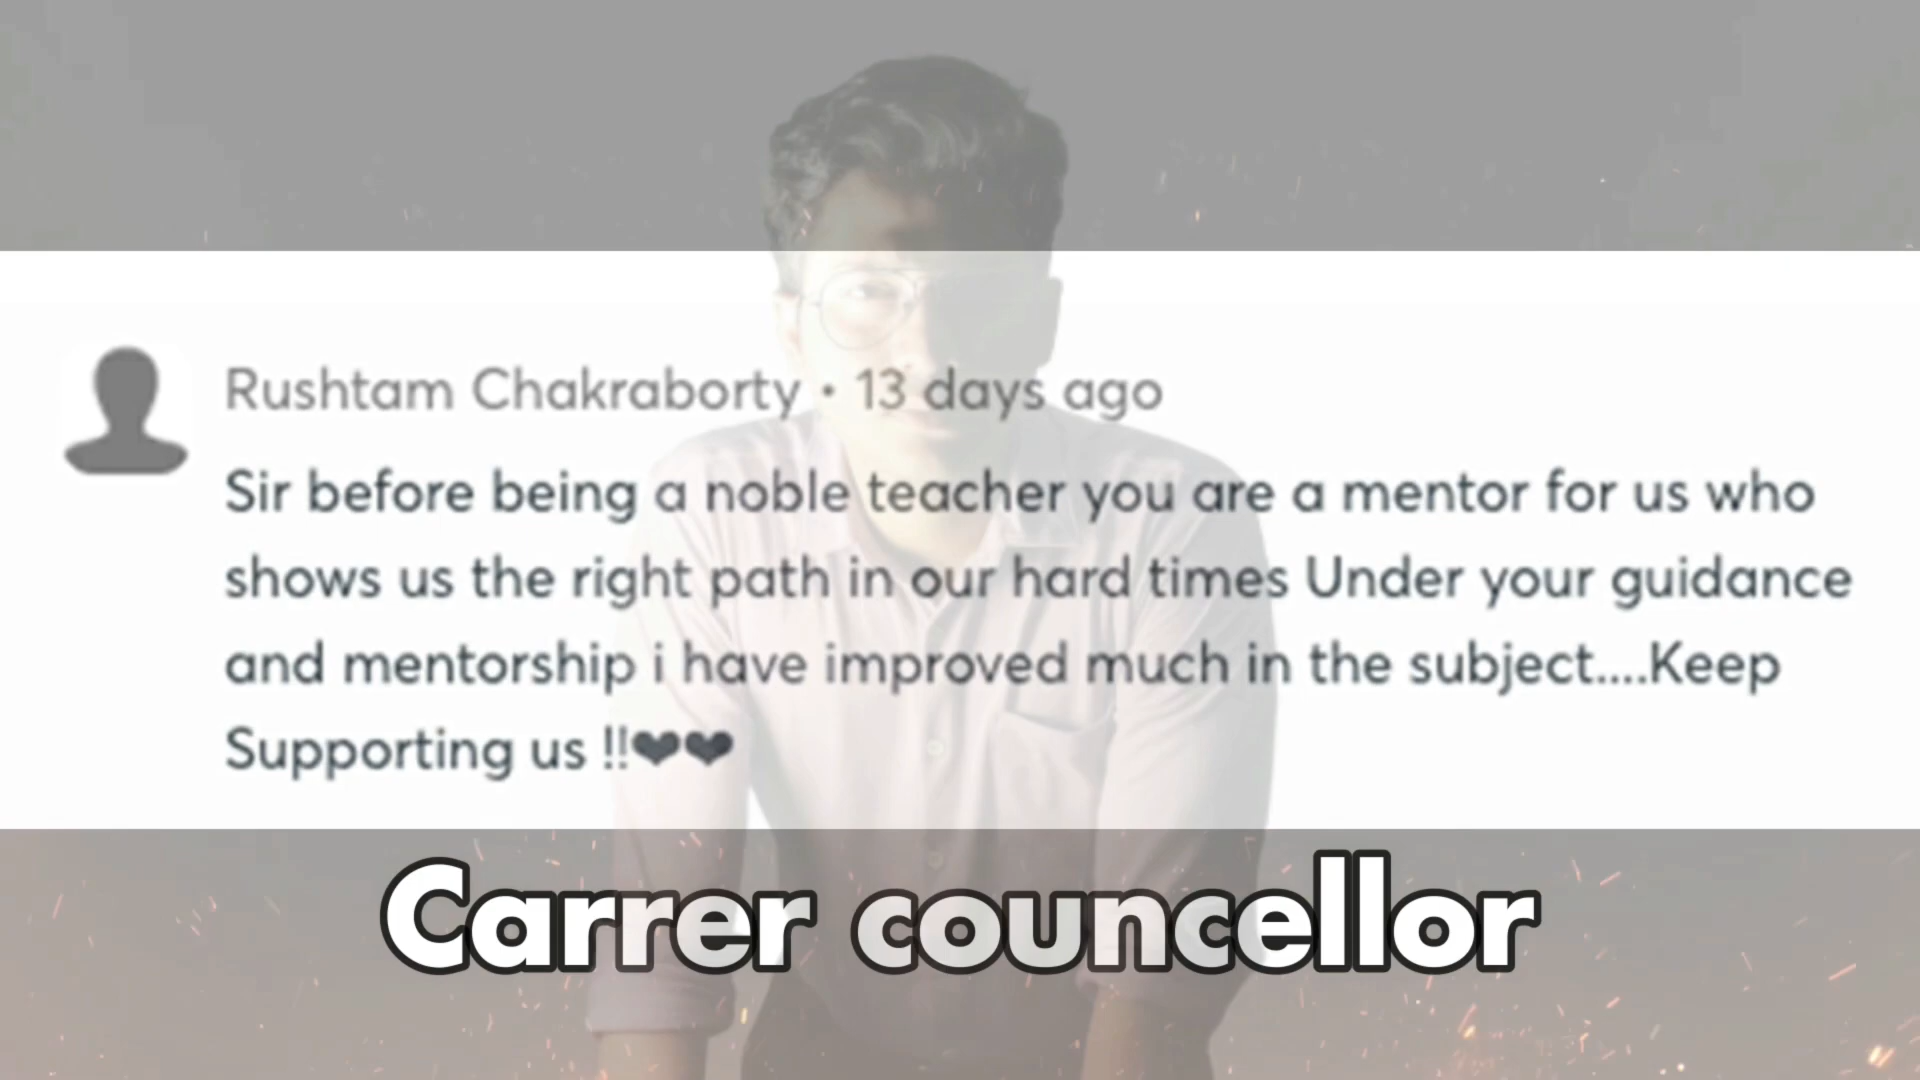 Rushtam Chakraborty • 13 days ago
Sir before being a noble teacher you are a mentor for us who
shows us the right path in our hard times Under your guidance
and mentorship i have improved much in the subject....Keep
Supporting us !!❤❤
Carrer councellor